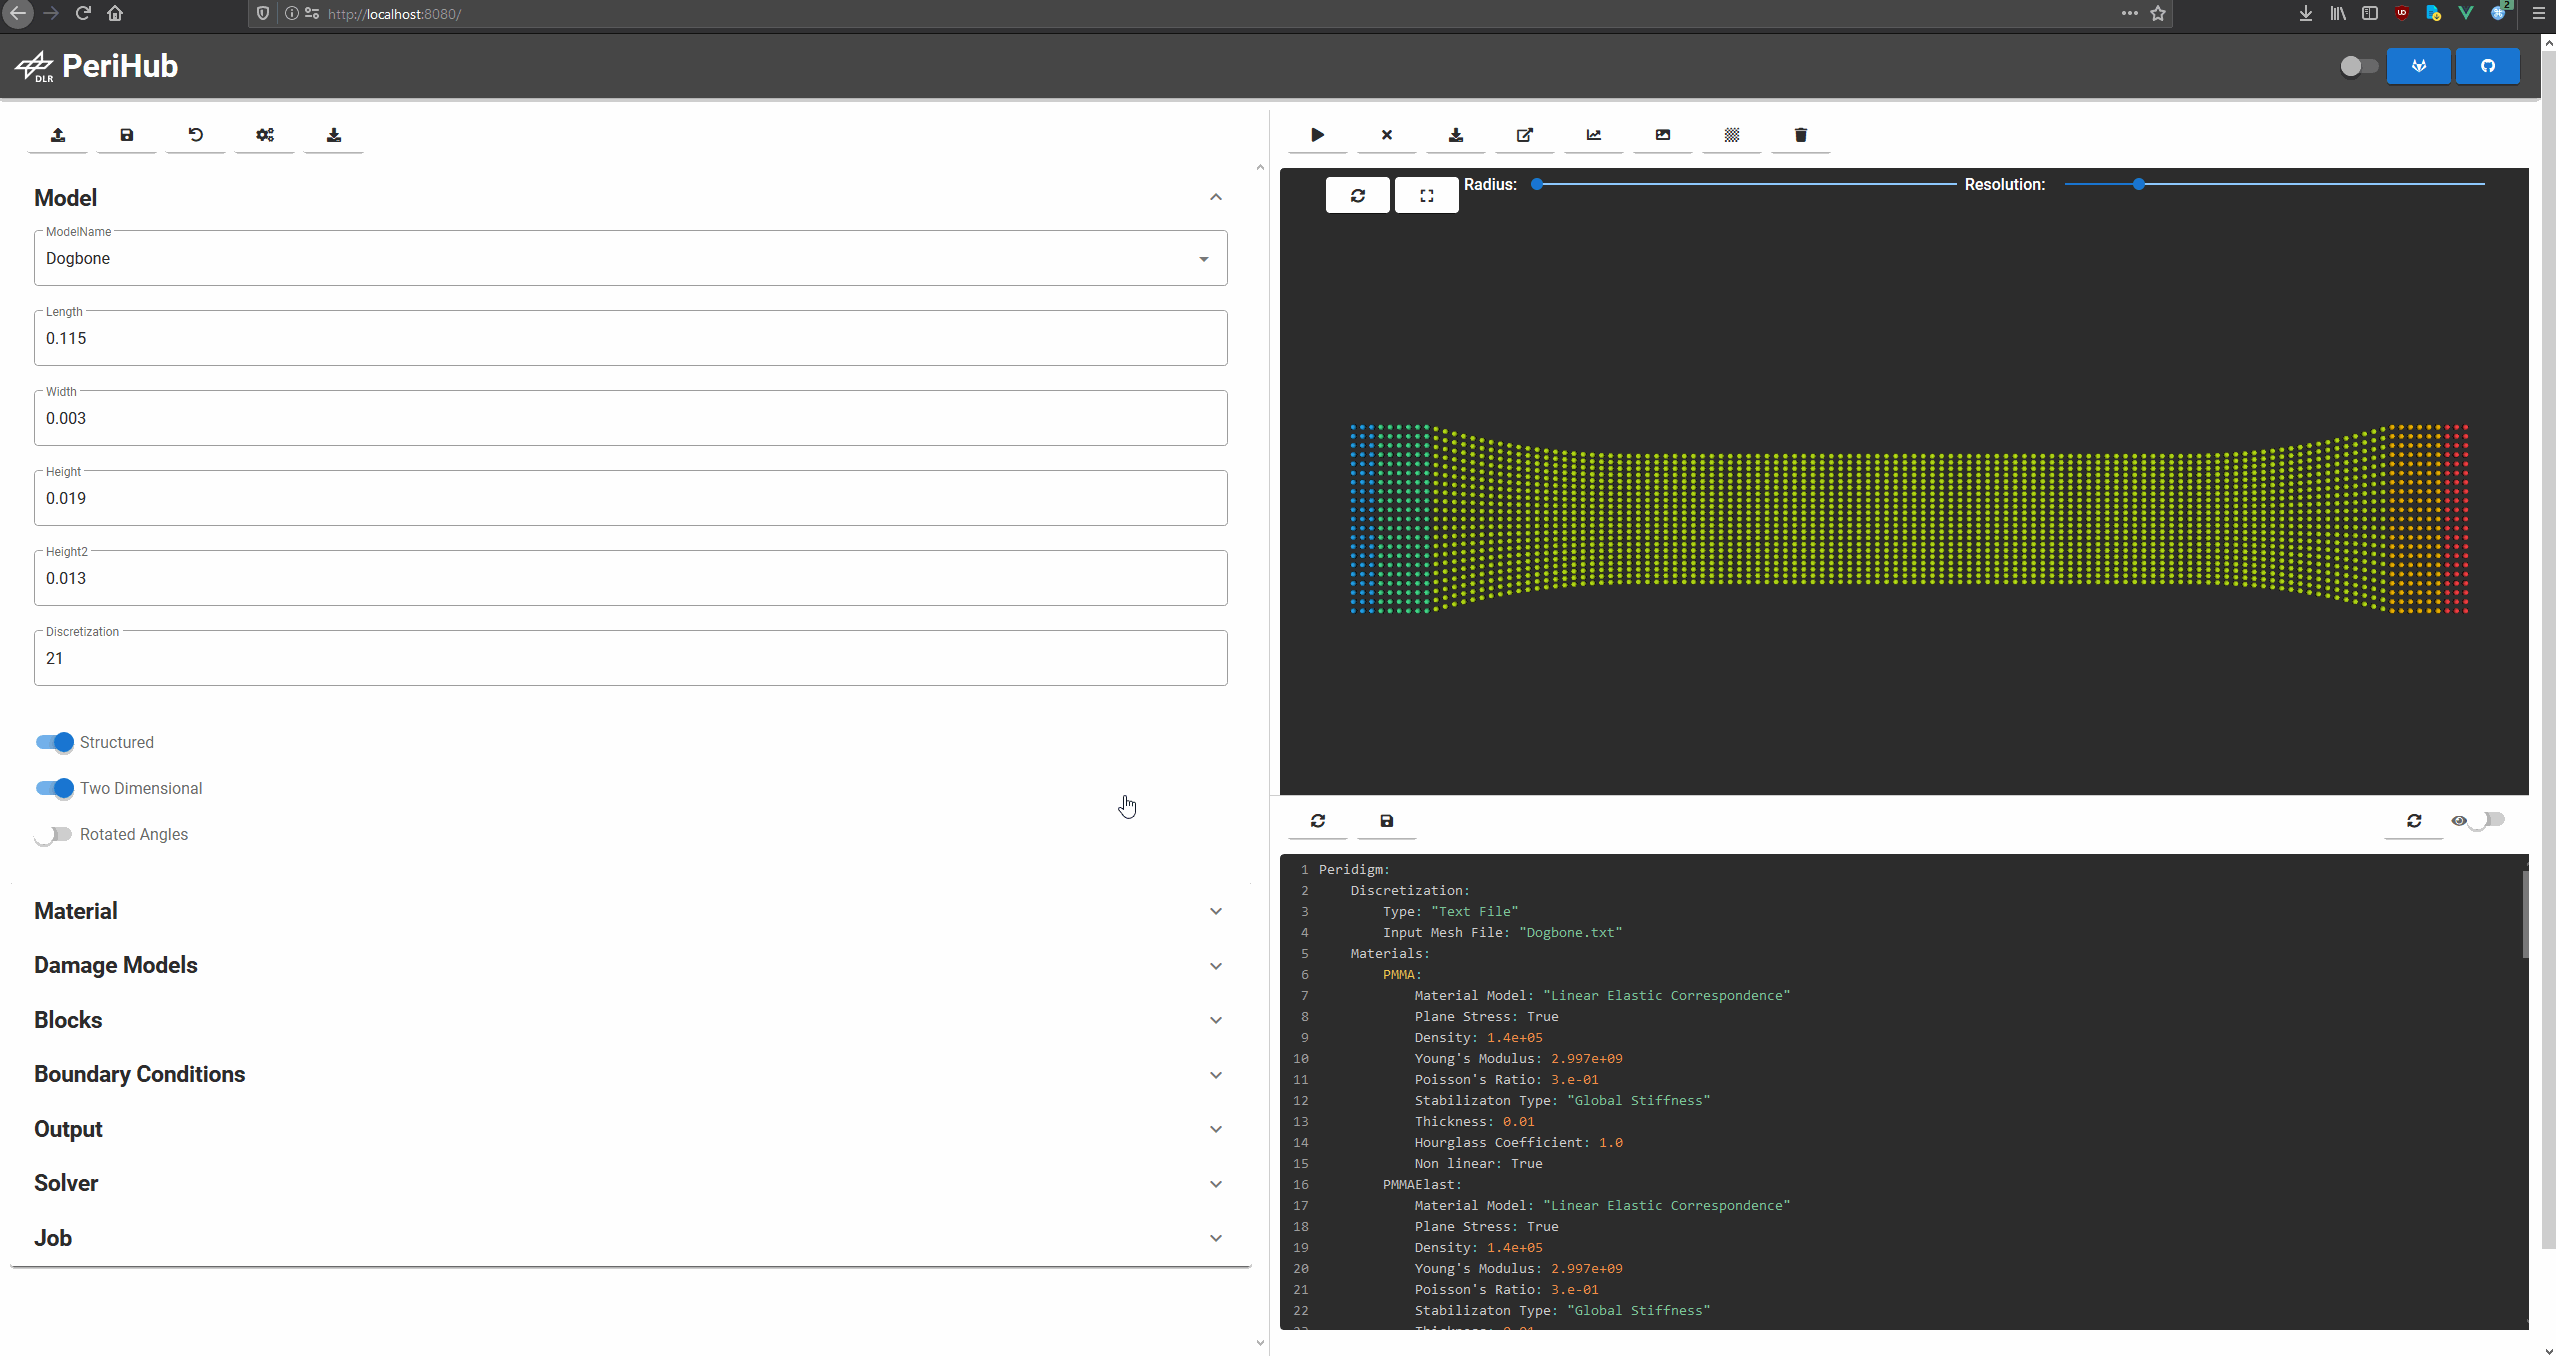 http://localhost:8080/
2
DLR
PeriHub
Model
ModelName
Dogbone
Length
0.115
Width
0.003
Height
0.019
Height2
0.013
Discretization
21
Structured
Two Dimensional
Rotated Angles
Material
Damage Models
Blocks
Boundary Conditions
Output
Solver
Job
Radius:
Resolution:
1 Peridigm:
2 Discretization:
3 Type: "Text File"
4 Input Mesh File: "Dogbone.txt"
5 Materials:
6 PMMA:
7 Material Model: "Linear Elastic Correspondence"
8 Plane Stress: True
9 Density: 1.4e+05
10 Young's Modulus: 2.997e+09
11 Poisson's Ratio: 3.e-01
12 Stabilizaton Type: "Global Stiffness"
13 Thickness: 0.01
14 Hourglass Coefficient: 1.0
15 Non linear: True
16 PMMAElast:
17 Material Model: "Linear Elastic Correspondence"
18 Plane Stress: True
19 Density: 1.4e+05
20 Young's Modulus: 2.997e+09
21 Poisson's Ratio: 3.e-01
22 Stabilizaton Type: "Global Stiffness"
23 Thickness: 0.01